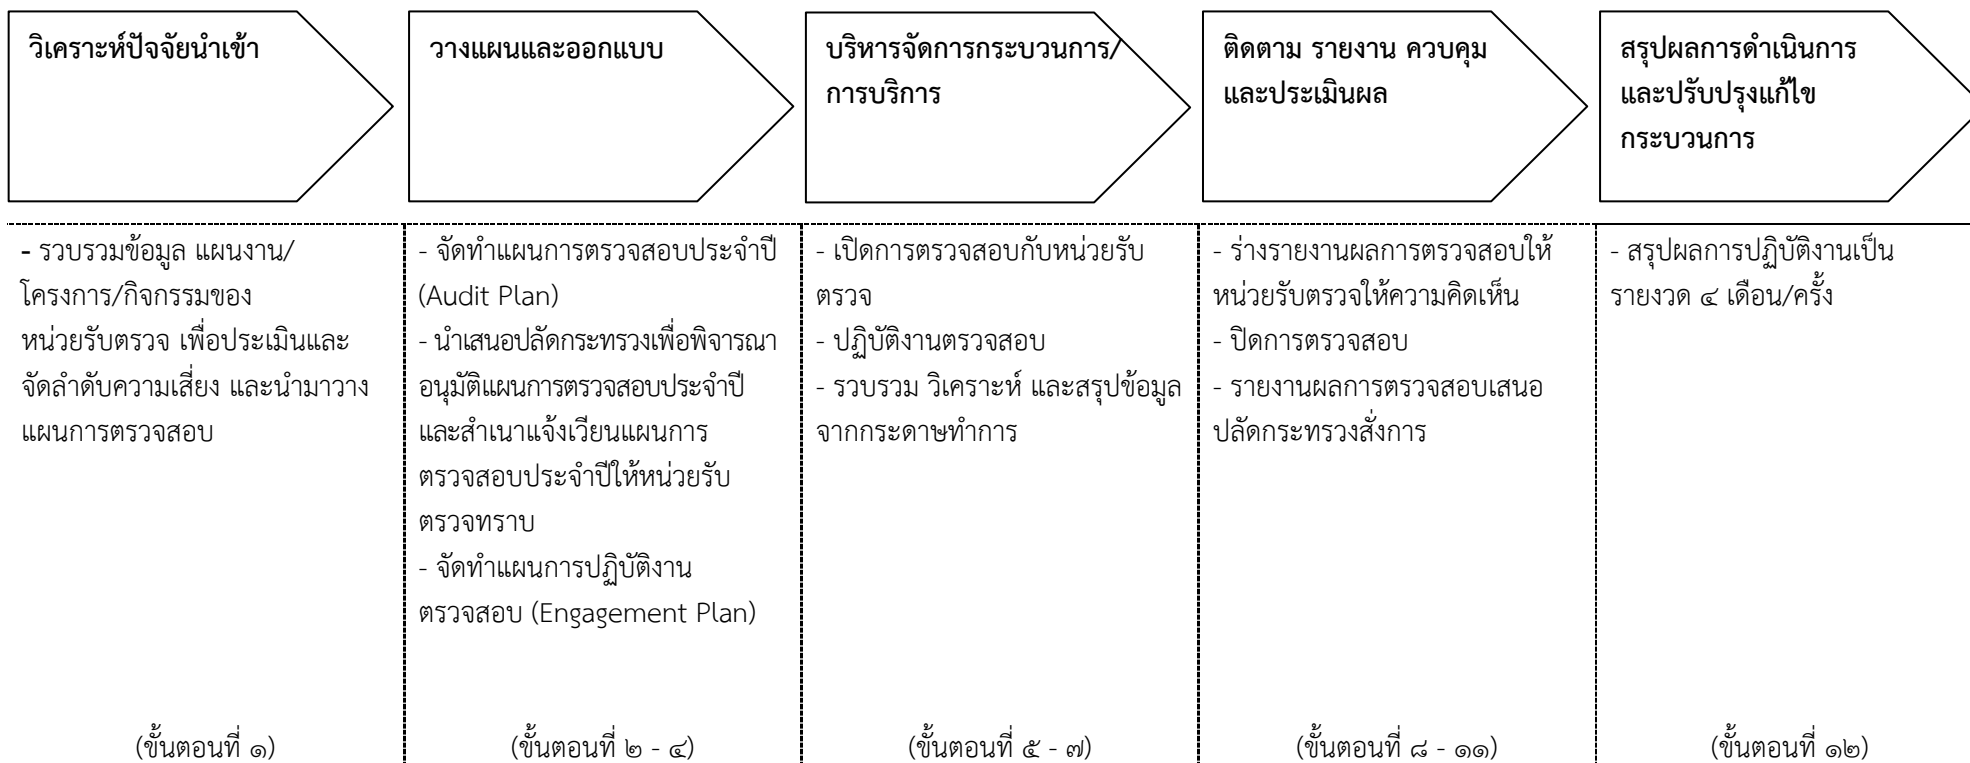 วิเคราะห์ปัจจัยนำเข้า
วางแผนและออกแบบ
บริหารจัดการกระบวนการ/
การบริการ
ติดตาม รายงาน ควบคุม
และประเมินผล
สรุปผลการดำเนินการ
และปรับปรุงแก้ไข
กระบวนการ
- รวบรวมข้อมูล แผนงาน/
โครงการ/กิจกรรมของ
หน่วยรับตรวจ เพื่อประเมินและ
จัดลำดับความเสี่ยง และนำมาวาง
แผนการตรวจสอบ
(ขั้นตอนที่ ๑)
- จัดทำแผนการตรวจสอบประจำปี
(Audit Plan)
- นำเสนอปลัดกระทรวงเพื่อพิจารณา
อนุมัติแผนการตรวจสอบประจำปี
และสำเนาแจ้งเวียนแผนการ
ตรวจสอบประจำปีให้หน่วยรับ
ตรวจทราบ
- จัดทำแผนการปฏิบัติงาน
ตรวจสอบ (Engagement Plan)
(ขั้นตอนที่ ๒ - ๔)
- เปิดการตรวจสอบกับหน่วยรับ
ตรวจ
- ปฏิบัติงานตรวจสอบ
- รวบรวม วิเคราะห์ และสรุปข้อมูล
จากกระดาษทำการ
(ขั้นตอนที่ ๕ - ๗)
- ร่างรายงานผลการตรวจสอบให้
หน่วยรับตรวจให้ความคิดเห็น
- ปิดการตรวจสอบ
- รายงานผลการตรวจสอบเสนอ
ปลัดกระทรวงสั่งการ
(ขั้นตอนที่ ๘ - ๑๑)
- สรุปผลการปฏิบัติงานเป็น
รายงวด ๔ เดือน/ครั้ง
(ขั้นตอนที่ ๑๒)